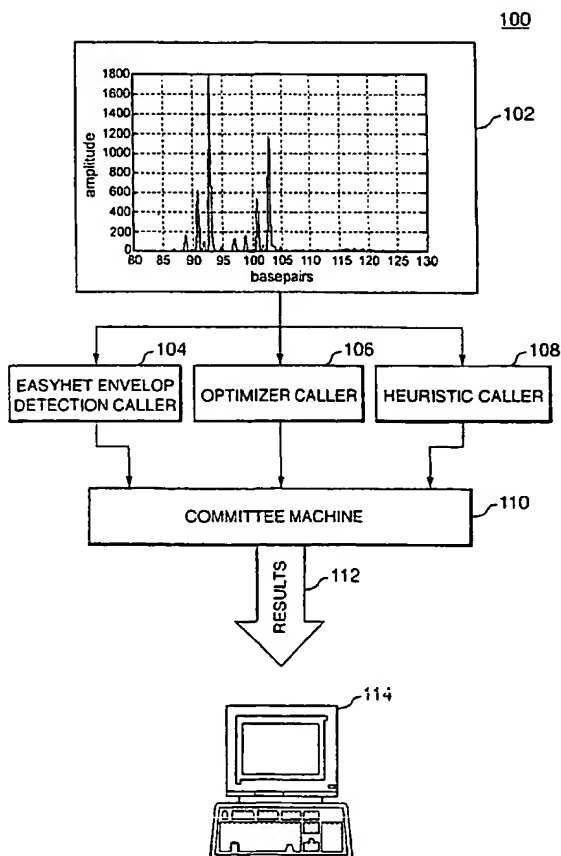 100
1800
1600
1400
1200
1000
800
600
400
200
0
amplitude
80 85 90 95 100 105 110 115 120 125 130
basepairs
102
104
106
108
EASYHET ENVELOP
DETECTION CALLER
OPTIMIZER CALLER
HEURISTIC CALLER
COMMITTEE MACHINE
110
RESULTS
112
114